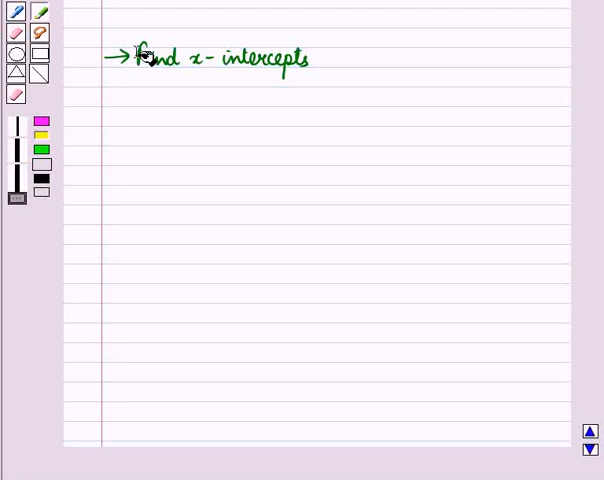 → Find x - intercepts